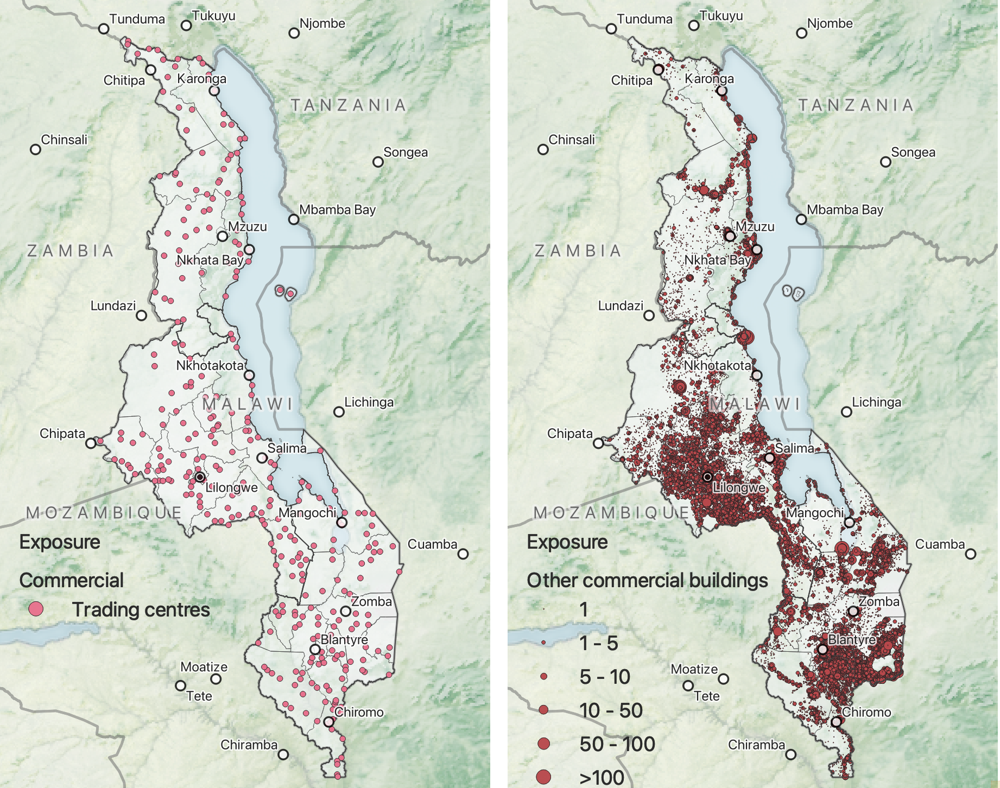 Tunduma
Tukuyu
Njombe
Chitipa
Karonga
TANZANIA
Chinsali
Songea
Mbamba Bay
Mzuzu
ZAMBIA
Nkhata Bay
Lundazi
Nkhotakota
MALAWI
Lichinga
Chipata
Salima
Lilongwe
MOZAMBIQUE
Mangochi
Exposure
Cuamba
Commercial
Trading centres
Zomba
Blantyre
Moatize
Tete
Chiromo
Chiramba
Tunduma
Tukuyu
Njombe
Chitipa
Karonga
TANZANIA
Chinsali
Songea
Mbamba Bay
Mzuzu
ZAMBIA
Nkhata Bay
Lundazi
Nkhotakota
MALAWI
Lichinga
Chipata
Salima
Lilongwe
MOZAMBIQUE
Mangochi
Exposure
Cuamba
Other commercial buildings
1
Zomba
1 - 5
Blantyre
Moatize
5 - 10
Tete
10 - 50
Chiromo
50 - 100
Chiramba
>100